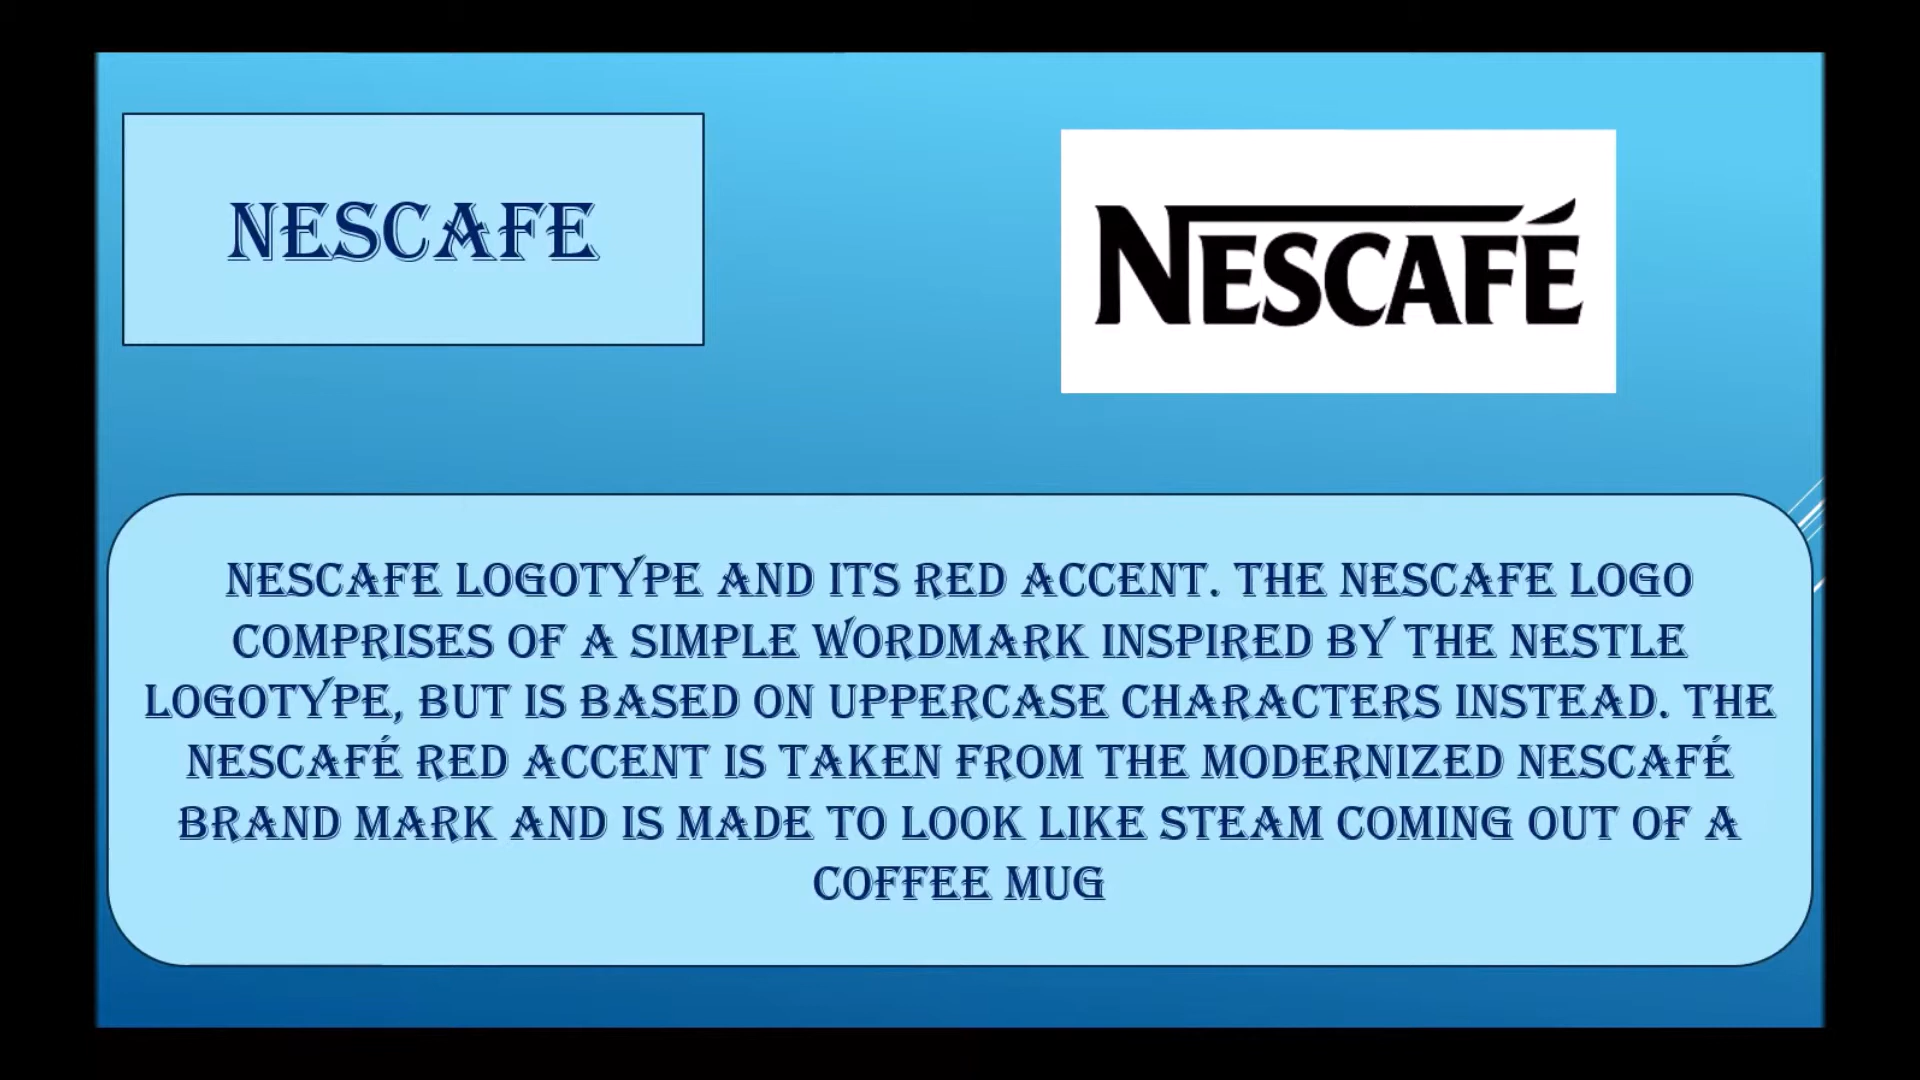 NESCAFE
NESCAFÉ
NESCAFE LOGOTYPE AND ITS RED ACCENT. THE NESCAFE LOGO
COMPRISES OF A SIMPLE WORDMARK INSPIRED BY THE NESTLE
LOGOTYPE, BUT IS BASED ON UPPERCASE CHARACTERS INSTEAD. THE
NESCAFÉ RED ACCENT IS TAKEN FROM THE MODERNIZED NESCAFÉ
BRAND MARK AND IS MADE TO LOOK LIKE STEAM COMING OUT OF A
COFFEE MUG